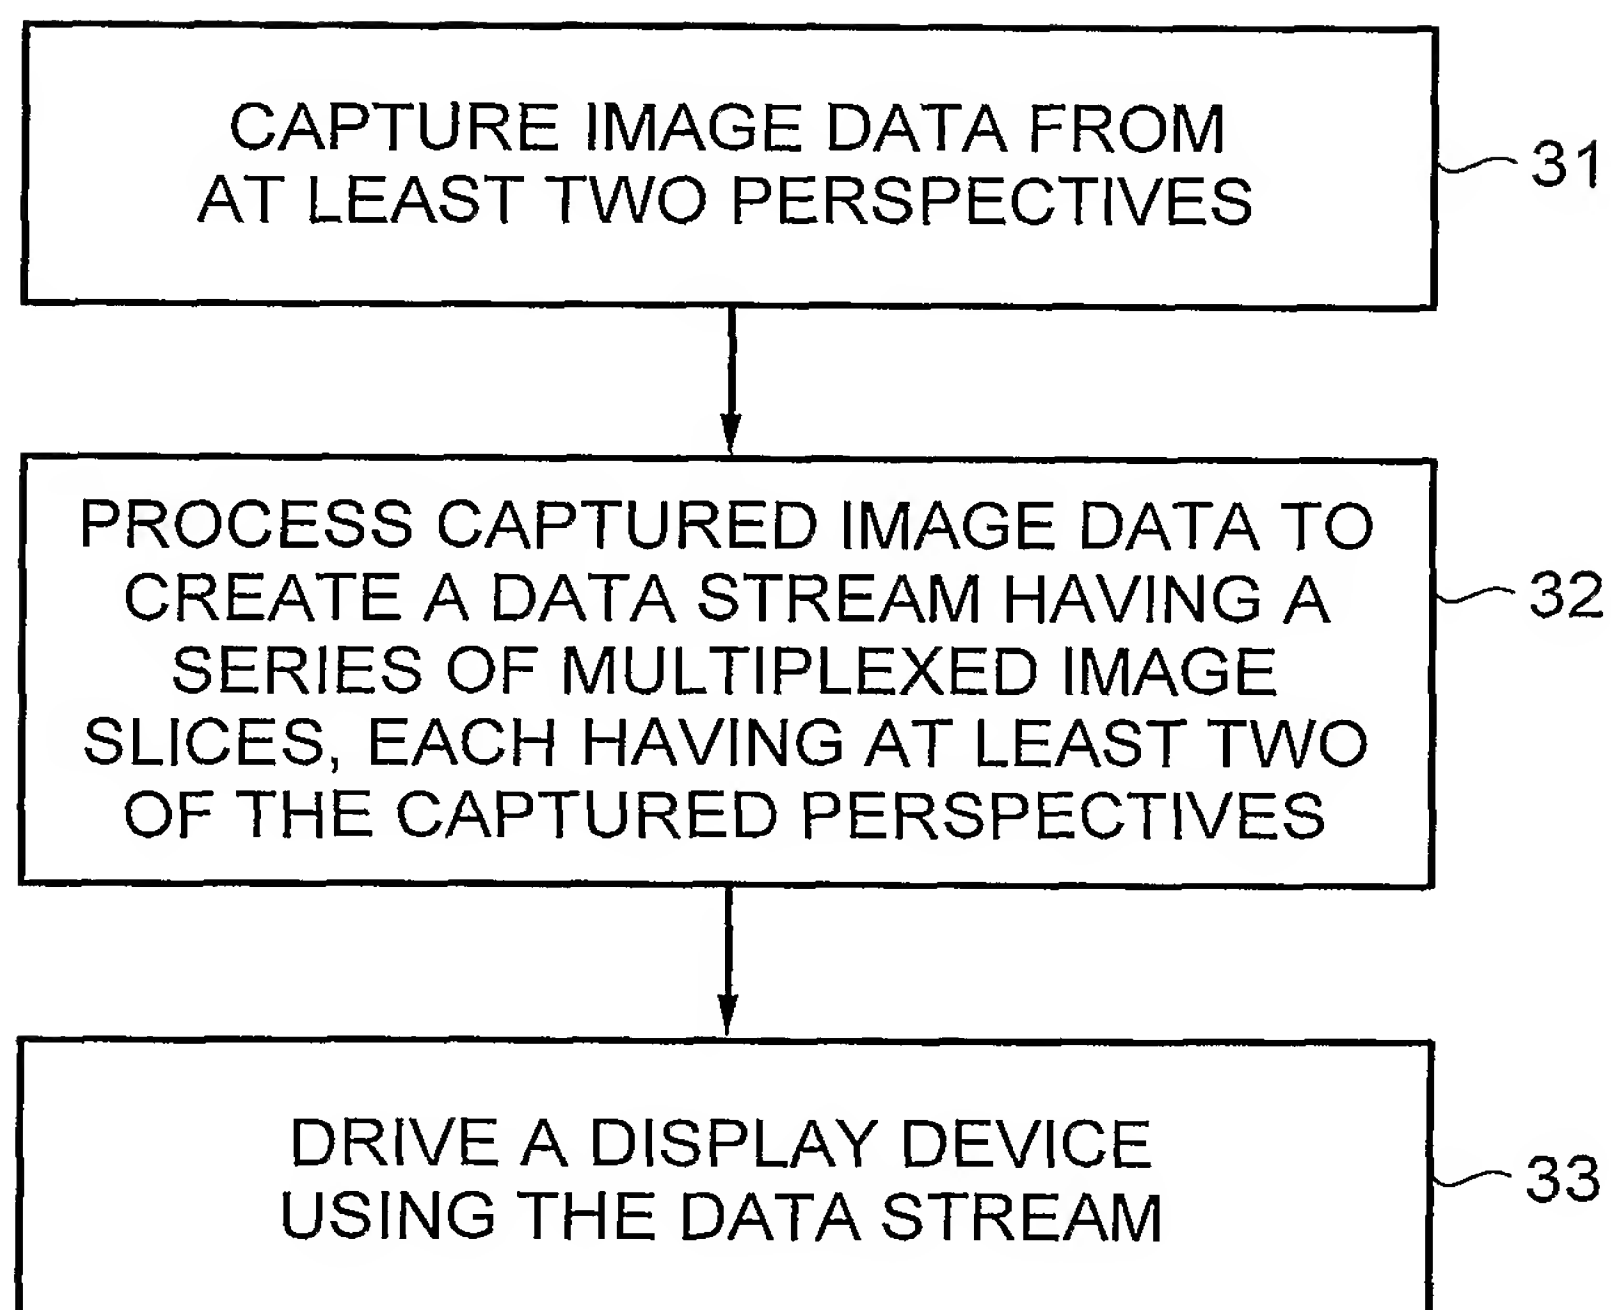 CAPTURE IMAGE DATA FROM
AT LEAST TWO PERSPECTIVES
31
PROCESS CAPTURED IMAGE DATA TO
CREATE A DATA STREAM HAVING A
SERIES OF MULTIPLEXED IMAGE
SLICES, EACH HAVING AT LEAST TWO
OF THE CAPTURED PERSPECTIVES
32
DRIVE A DISPLAY DEVICE
USING THE DATA STREAM
33